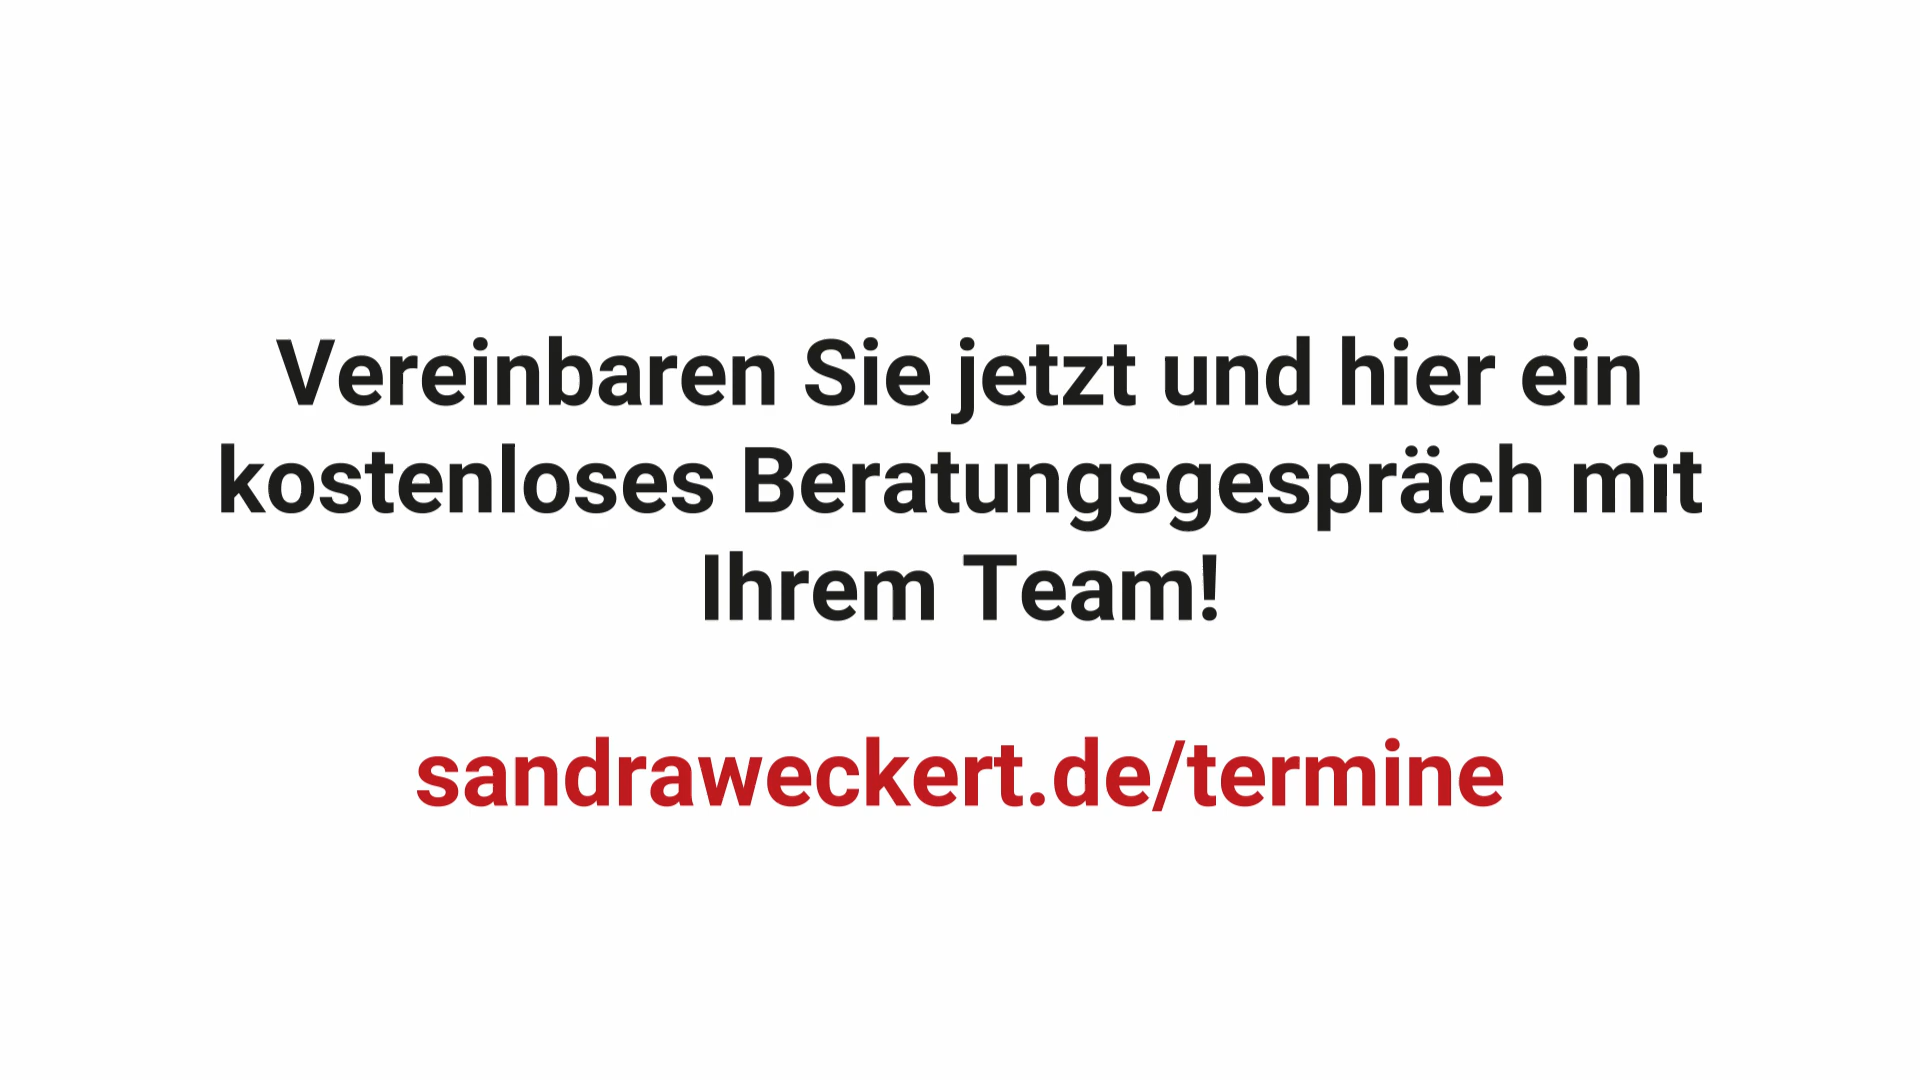 Vereinbaren Sie jetzt und hier ein
kostenloses Beratungsgespräch mit
Ihrem Team!
sandraweckert.de/termine